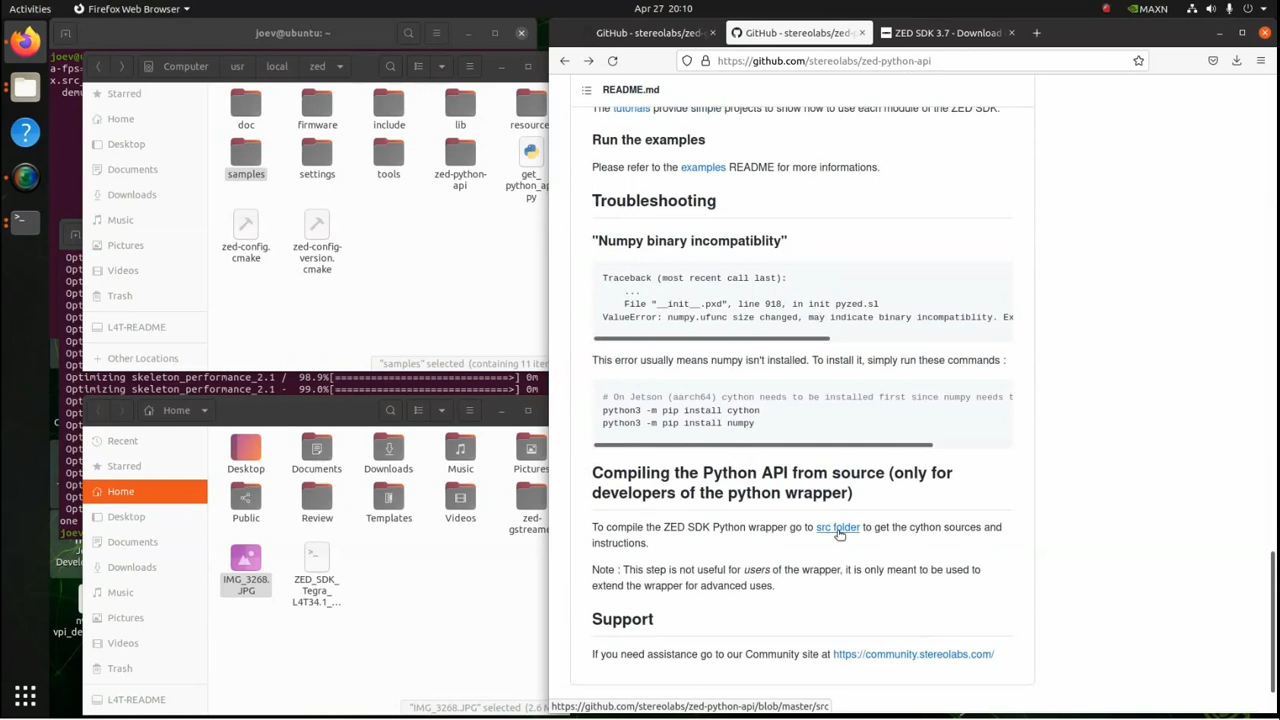 Activities
Firefox Web Browser
Apr 27 20:10
MAXN
joev@ubuntu: ~
GitHub - stereolabs/zed-
GitHub - stereolabs/zed-p
ZED SDK 3.7 - Download
https://github.com/stereolabs/zed-python-api
Computer
usr
local
zed
Starred
Home
Desktop
Documents
Downloads
Music
Pictures
Videos
Trash
L4T-README
Other Locations
doc
firmware
include
lib
resource
samples
settings
tools
zed-python-
api
get_
python_a
py
zed-config.
cmake
zed-config-
version.
cmake
"samples" selected (containing 11 iter
Optimizing skeleton_performance_2.1 / 98.9%[==============================>] 0m
Optimizing skeleton_performance_2.1 - 99.0%[==============================>] 0m
Home
Recent
Starred
Home
Desktop
Documents
Downloads
Music
Pictures
Videos
Trash
L4T-README
Desktop
Documents
Downloads
Music
Pictures
Public
Review
Templates
Videos
zed-
gstream
IMG_3268.
JPG
ZED_SDK_
Tegra_
L4T34.1_...
"IMG_3268.JPG" selected (2.6 M
README.md
The tutorials provide simple projects to show how to use each module of the ZED SDK.
Run the examples
Please refer to the examples README for more informations.
Troubleshooting
"Numpy binary incompatiblity"
Traceback (most recent call last):
...
File "__init__.pxd", line 918, in init pyzed.sl
ValueError: numpy.ufunc size changed, may indicate binary incompatiblity. Ex
This error usually means numpy isn't installed. To install it, simply run these commands :
# On Jetson (aarch64) cython needs to be installed first since numpy needs t
python3 -m pip install cython
python3 -m pip install numpy
Compiling the Python API from source (only for
developers of the python wrapper)
To compile the ZED SDK Python wrapper go to src folder to get the cython sources and
instructions.
Note : This step is not useful for users of the wrapper, it is only meant to be used to
extend the wrapper for advanced uses.
Support
If you need assistance go to our Community site at https://community.stereolabs.com/
https://github.com/stereolabs/zed-python-api/blob/master/src